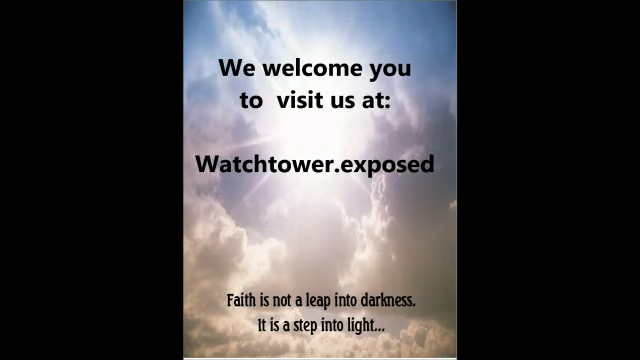 We welcome you
to visit us at:
Watchtower.exposed
Faith is not a leap into darkness.
It is a step into light...